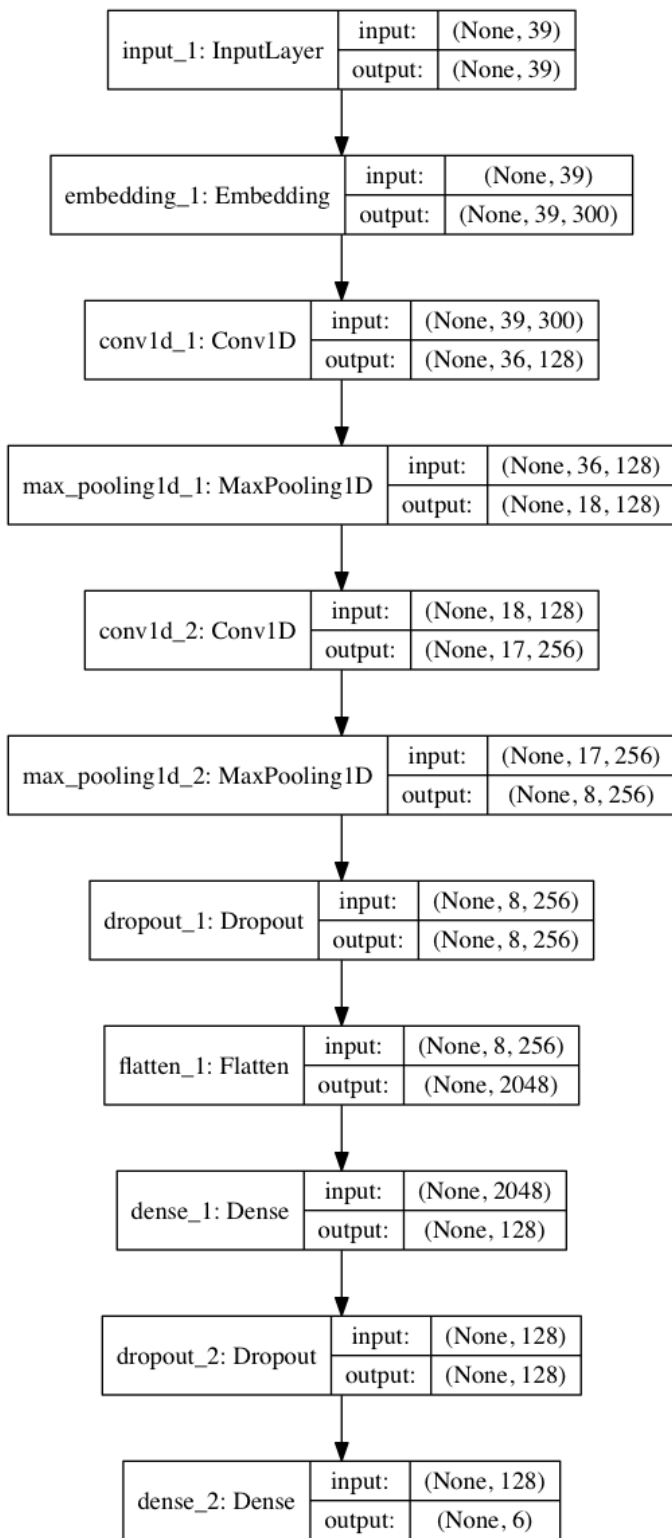 input_1: InputLayer
input: (None, 39)
output: (None, 39)
embedding_1: Embedding
input: (None, 39)
output: (None, 39, 300)
conv1d_1: Conv1D
input: (None, 39, 300)
output: (None, 36, 128)
max_pooling1d_1: MaxPooling1D
input: (None, 36, 128)
output: (None, 18, 128)
conv1d_2: Conv1D
input: (None, 18, 128)
output: (None, 17, 256)
max_pooling1d_2: MaxPooling1D
input: (None, 17, 256)
output: (None, 8, 256)
dropout_1: Dropout
input: (None, 8, 256)
output: (None, 8, 256)
flatten_1: Flatten
input: (None, 8, 256)
output: (None, 2048)
dense_1: Dense
input: (None, 2048)
output: (None, 128)
dropout_2: Dropout
input: (None, 128)
output: (None, 128)
dense_2: Dense
input: (None, 128)
output: (None, 6)